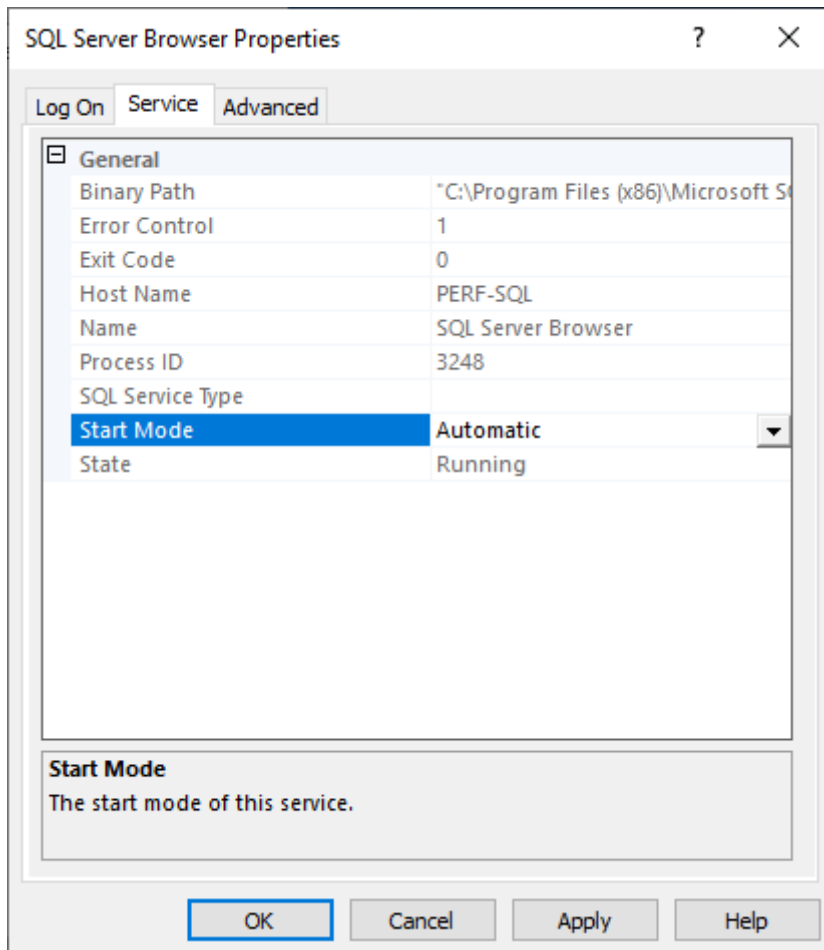 SQL Server Browser Properties ?
Log On Service Advanced
General
Binary Path "C:\Program Files (x86)\Microsoft
Error Control 1
Exit Code 0
Host Name PERF-SQL
Name SQL Server Browser
Process ID 3248
SQL Service Type
Start Mode Automatic
State Running
Start Mode
The start mode of this service.
OK Cancel Apply Help